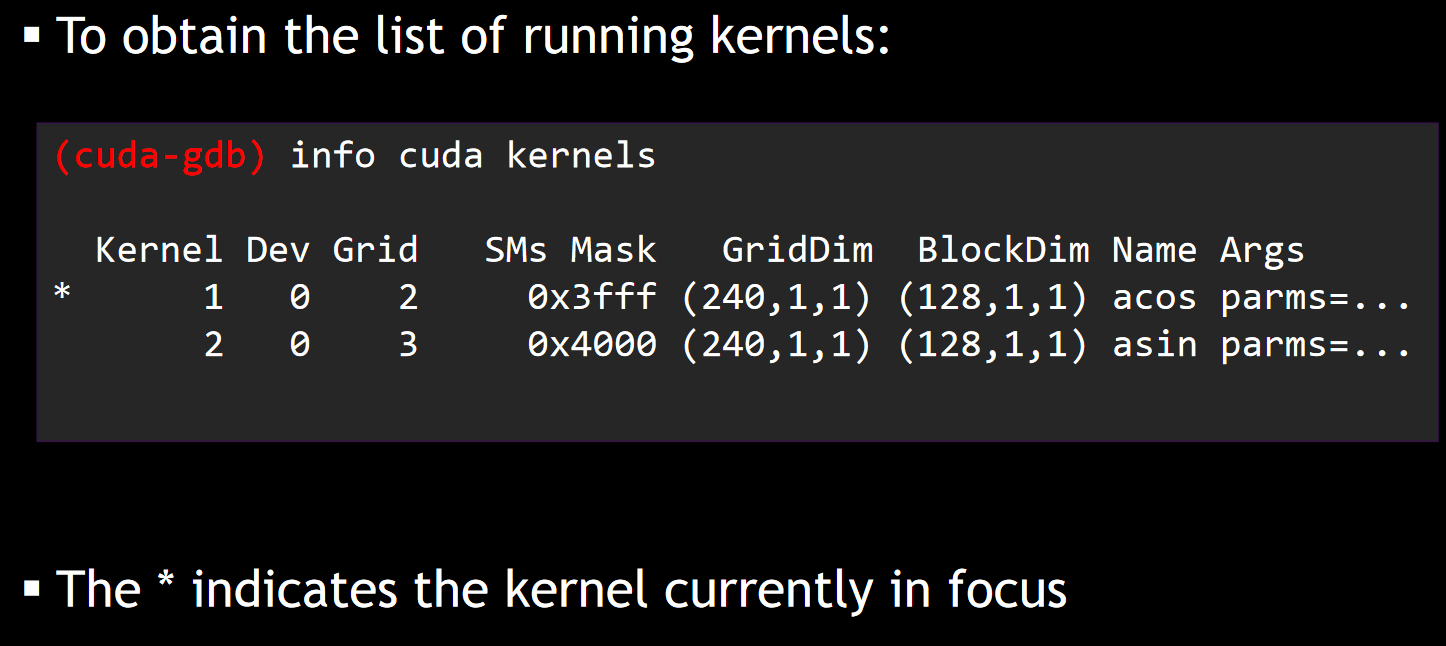 ▪ To obtain the list of running kernels:
(cuda-gdb) info cuda kernels
Kernel Dev Grid SMs Mask GridDim BlockDim Name Args
* 1 0 2 0x3fff (240,1,1) (128,1,1) acos parms=...
2 0 3 0x4000 (240,1,1) (128,1,1) asin parms=...
▪ The * indicates the kernel currently in focus